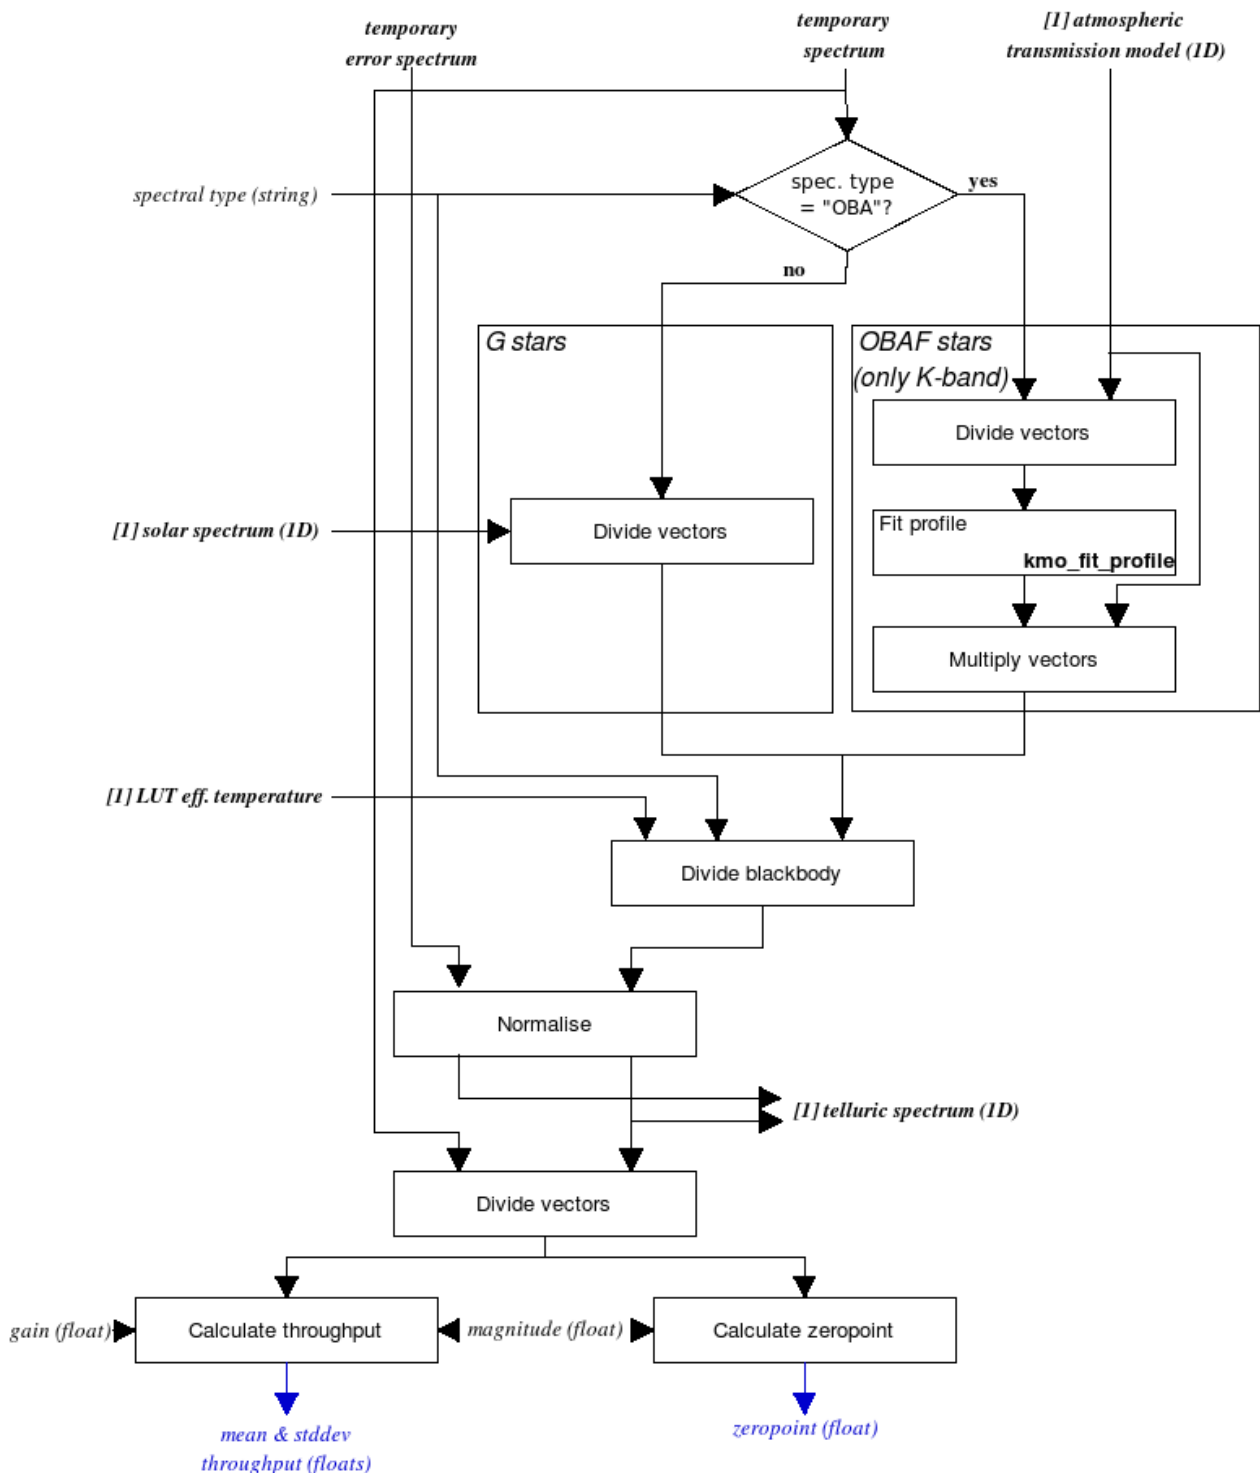 temporary
error spectrum
temporary
spectrum
[1] atmospheric
transmission model (1D)
spectral type (string)
spec. type
= "OBA"?
yes
no
G stars
OBAF stars
(only K-band)
Divide vectors
[1] solar spectrum (1D)
Divide vectors
Fit profile
kmo_fit_profile
Multiply vectors
[1] LUT eff. temperature
Divide blackbody
Normalise
[1] telluric spectrum (1D)
Divide vectors
gain (float)
Calculate throughput
magnitude (float)
Calculate zeropoint
mean & stddev
throughput (floats)
zeropoint (float)